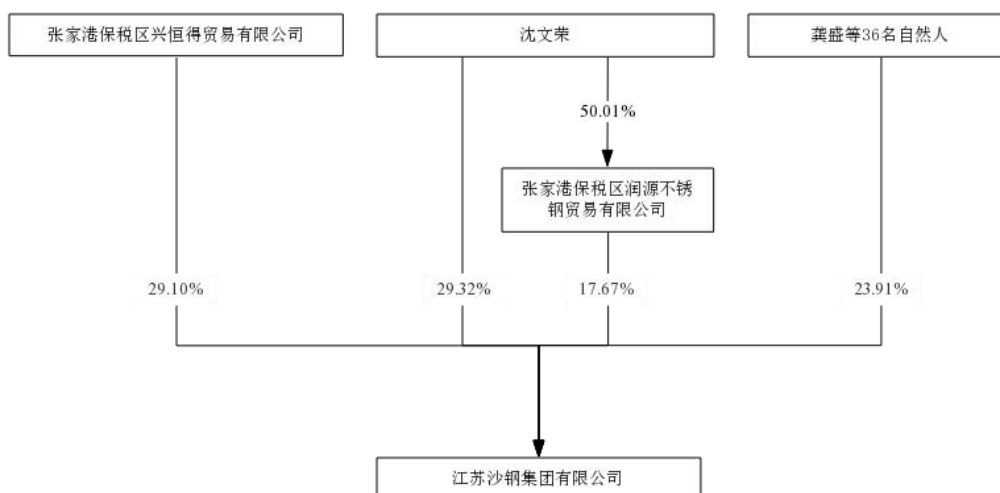 张家港保税区兴恒得贸易有限公司
沈文荣
龚盛等36名自然人
50.01%
张家港保税区润源不锈
钢贸易有限公司
29.10%
29.32%
17.67%
23.91%
江苏沙钢集团有限公司